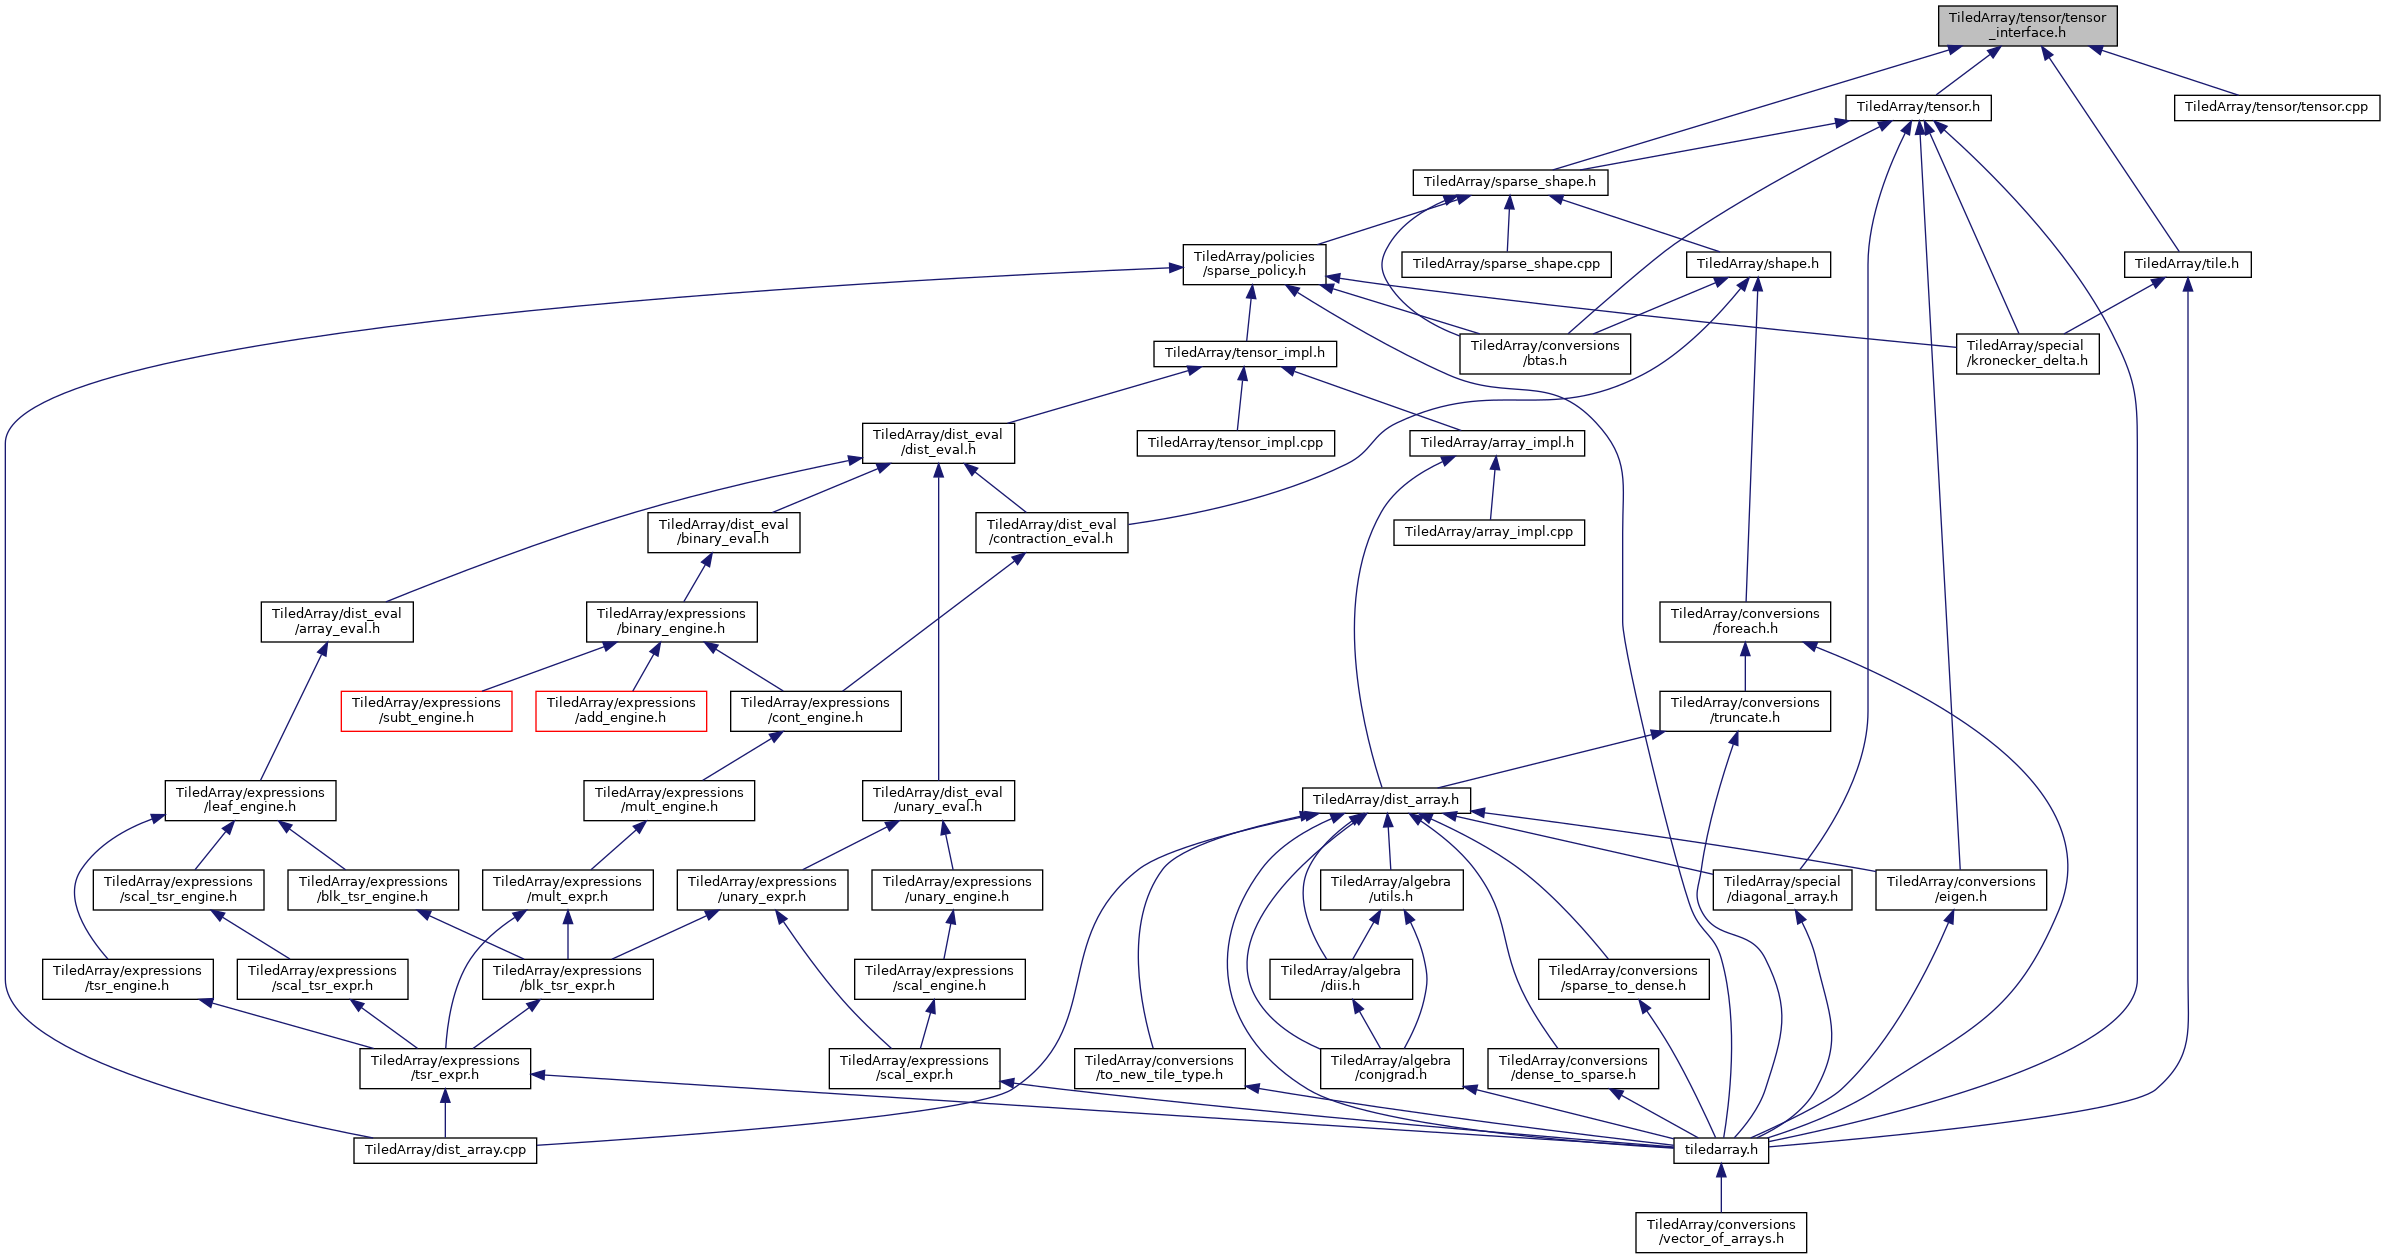 TiledArray/tensor/tensor
_interface.h
TiledArray/tensor.h
TiledArray/tensor/tensor.cpp
TiledArray/sparse_shape.h
TiledArray/policies
/sparse_policy.h
TiledArray/sparse_shape.cpp
TiledArray/shape.h
TiledArray/tile.h
TiledArray/tensor_impl.h
TiledArray/conversions
/btas.h
TiledArray/special
/kronecker_delta.h
TiledArray/dist_eval
/dist_eval.h
TiledArray/tensor_impl.cpp
TiledArray/array_impl.h
TiledArray/dist_eval
/binary_eval.h
TiledArray/dist_eval
/contraction_eval.h
TiledArray/array_impl.cpp
TiledArray/dist_eval
/array_eval.h
TiledArray/expressions
/binary_engine.h
TiledArray/conversions
/foreach.h
TiledArray/expressions
/subt_engine.h
TiledArray/expressions
/add_engine.h
TiledArray/expressions
/cont_engine.h
TiledArray/conversions
/truncate.h
TiledArray/expressions
/leaf_engine.h
TiledArray/expressions
/mult_engine.h
TiledArray/dist_eval
/unary_eval.h
TiledArray/dist_array.h
TiledArray/expressions
/scal_tsr_engine.h
TiledArray/expressions
/blk_tsr_engine.h
TiledArray/expressions
/mult_expr.h
TiledArray/expressions
/unary_expr.h
TiledArray/expressions
/unary_engine.h
TiledArray/algebra
/utils.h
TiledArray/special
/diagonal_array.h
TiledArray/conversions
/eigen.h
TiledArray/expressions
/tsr_engine.h
TiledArray/expressions
/scal_tsr_expr.h
TiledArray/expressions
/blk_tsr_expr.h
TiledArray/expressions
/scal_engine.h
TiledArray/algebra
/diis.h
TiledArray/conversions
/sparse_to_dense.h
TiledArray/expressions
/tsr_expr.h
TiledArray/expressions
/scal_expr.h
TiledArray/conversions
/to_new_tile_type.h
TiledArray/algebra
/conjgrad.h
TiledArray/conversions
/dense_to_sparse.h
TiledArray/dist_array.cpp
tiledarray.h
TiledArray/conversions
/vector_of_arrays.h